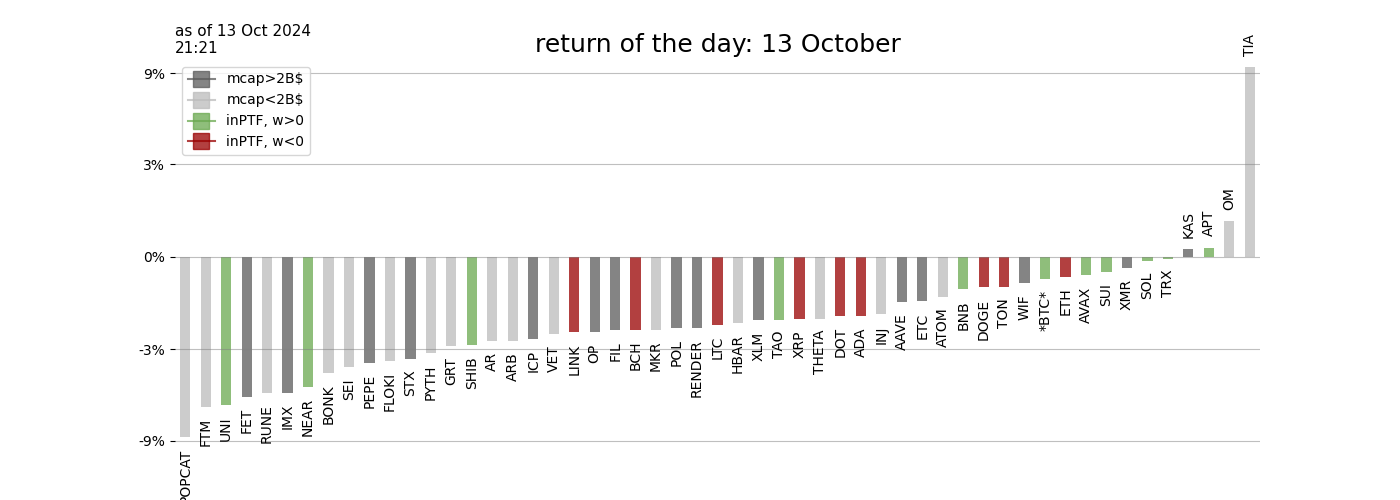 as of 13 Oct 2024
21:21
return of the day: 13 October
mcap>2B$
mcap<2B$
inPTF, w>0
inPTF, w<0
9%
3%
0%
-3%
-9%
POPCAT
FTM
UNI
FET
RUNE
IMX
NEAR
BONK
SEI
PEPE
FLOKI
STX
PYTH
GRT
SHIB
AR
ARB
ICP
VET
LINK
OP
FIL
BCH
MKR
POL
RENDER
LTC
HBAR
XLM
TAO
XRP
THETA
DOT
ADA
INJ
AAVE
ETC
ATOM
BNB
DOGE
TON
WIF
*BTC*
ETH
AVAX
SUI
XMR
SOL
TRX
KAS
APT
OM
TIA